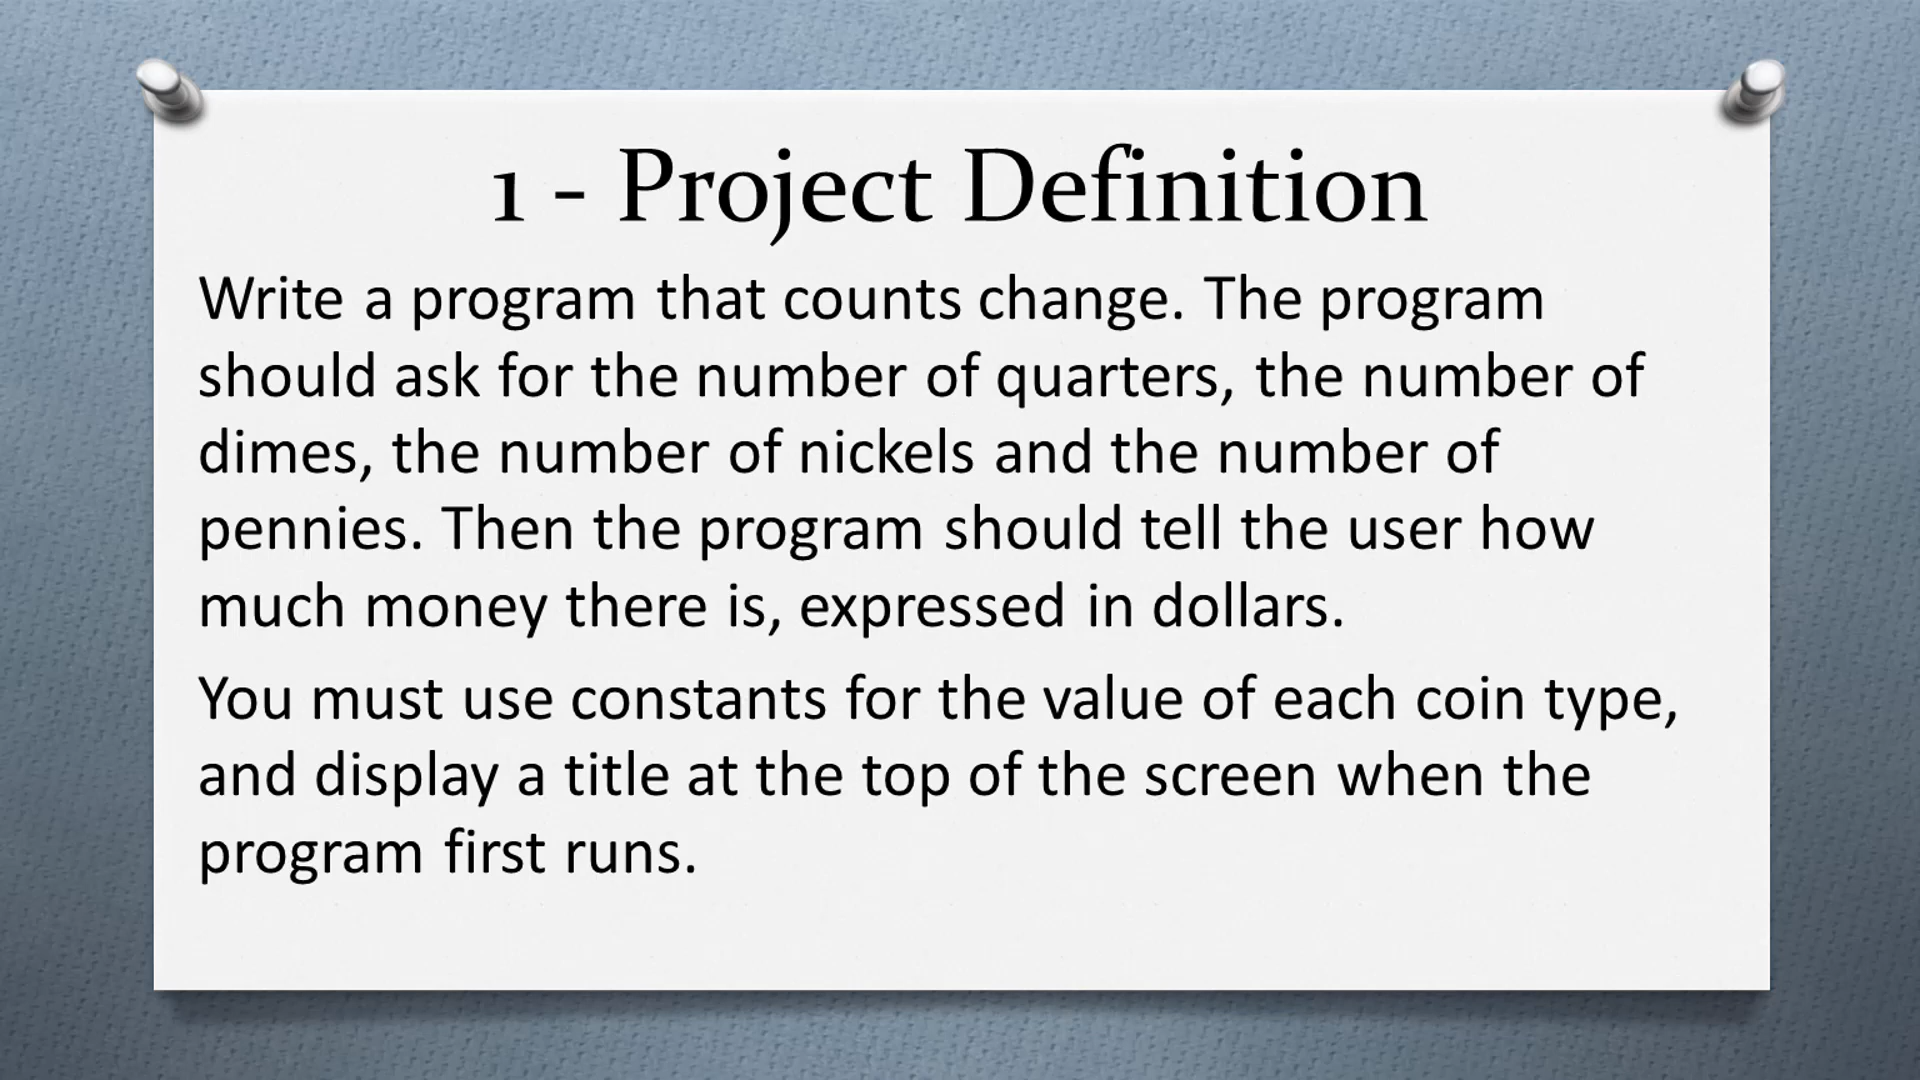 1 - Project Definition
Write a program that counts change. The program
should ask for the number of quarters, the number of
dimes, the number of nickels and the number of
pennies. Then the program should tell the user how
much money there is, expressed in dollars.
You must use constants for the value of each coin type,
and display a title at the top of the screen when the
program first runs.